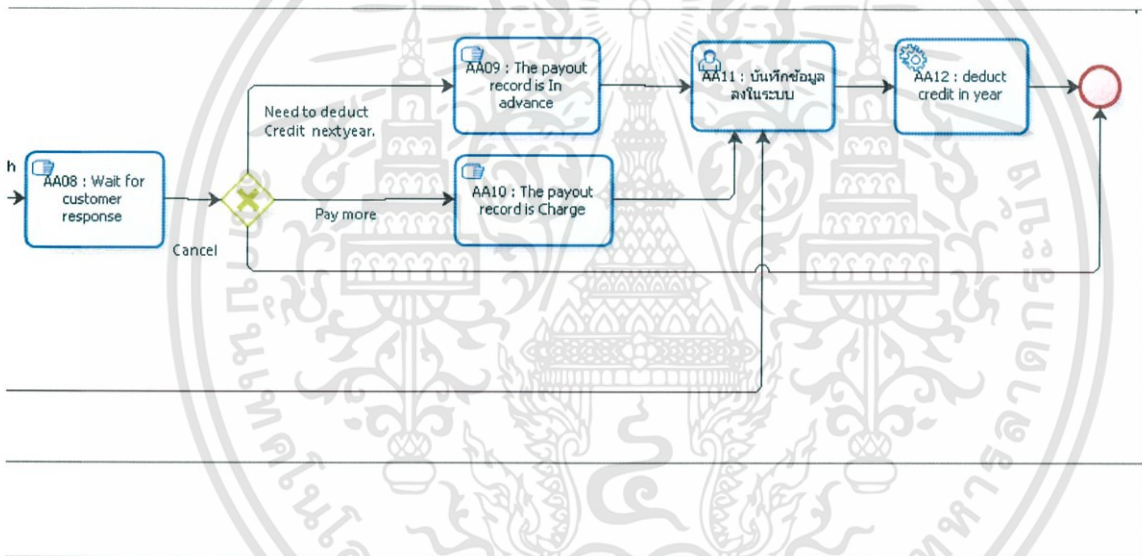 h
AA08 : Wait for
customer
response
Cancel
Need to deduct
Credit nextyear.
Pay more
AA09 : The payout
record is In
advance
AA10 : The payout
record is Charge
AA11 : บันทึกข้อมูล
ลงในระบบ
AA12 : deduct
credit in year